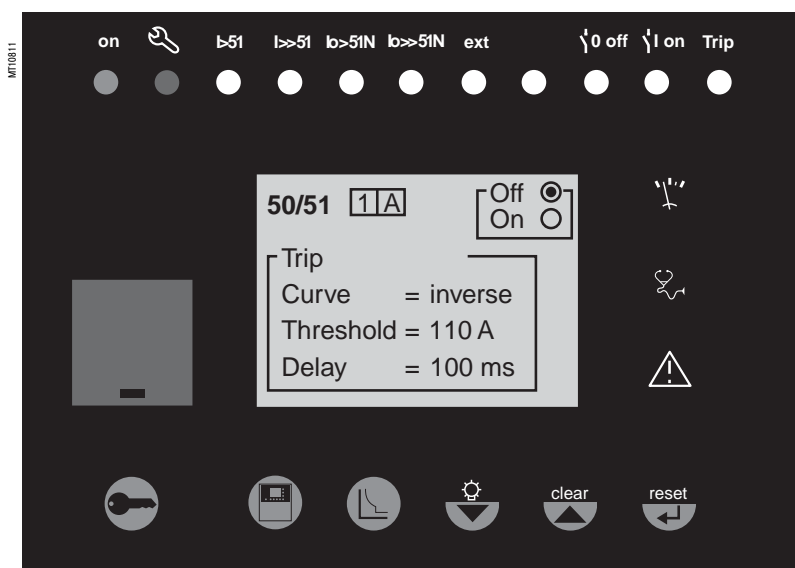 MT10811
on I>51 I>>51 Io>51N Io>>51N ext 0 off I on Trip
50/51 1 A Off
On
Trip
Curve = inverse
Threshold = 110 A
Delay = 100 ms
clear reset